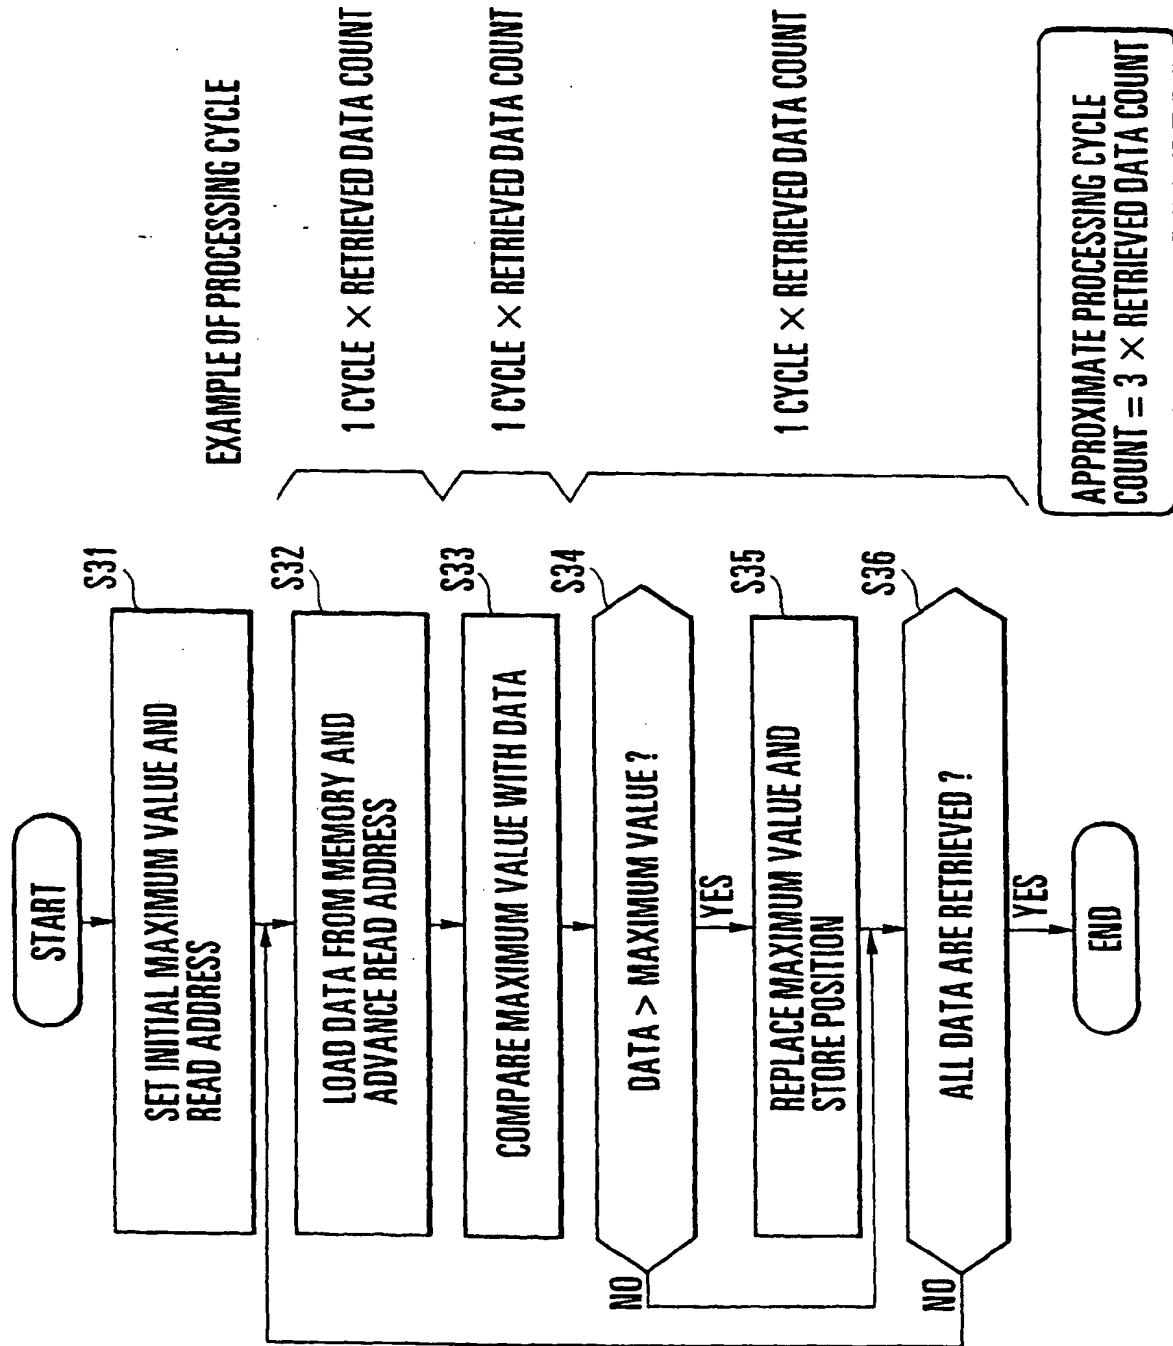 START
S31
SET INITIAL MAXIMUM VALUE AND
READ ADDRESS
EXAMPLE OF PROCESSING CYCLE
S32
LOAD DATA FROM MEMORY AND
ADVANCE READ ADDRESS
1 CYCLE × RETRIEVED DATA COUNT
S33
COMPARE MAXIMUM VALUE WITH DATA
1 CYCLE × RETRIEVED DATA COUNT
S34
DATA > MAXIMUM VALUE ?
NO
YES
S35
REPLACE MAXIMUM VALUE AND
STORE POSITION
1 CYCLE × RETRIEVED DATA COUNT
S36
ALL DATA ARE RETRIEVED ?
NO
YES
END
APPROXIMATE PROCESSING CYCLE
COUNT = 3 × RETRIEVED DATA COUNT